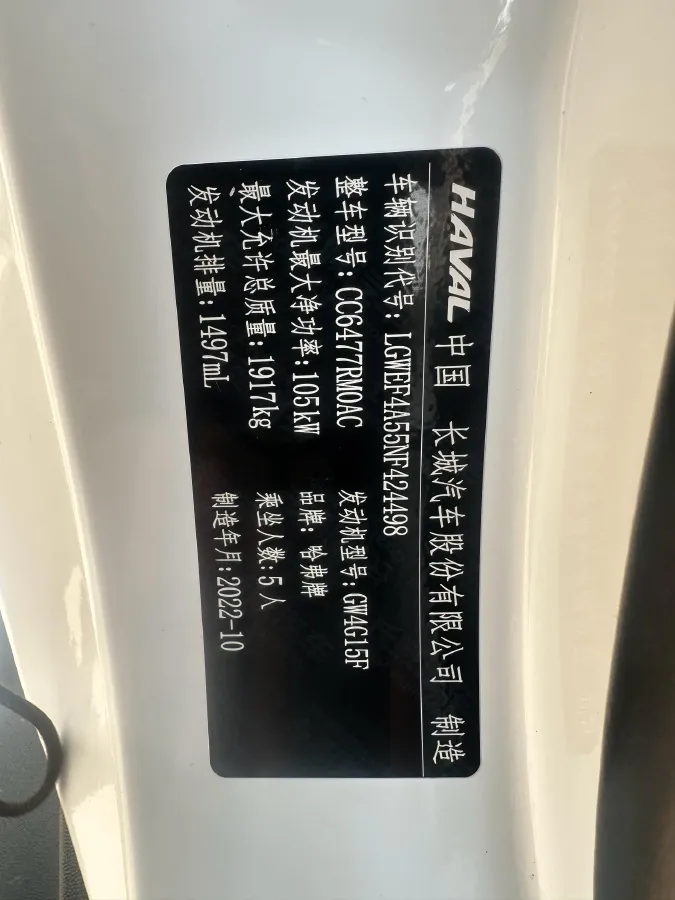 HAVAL 中国 长城汽车股份有限公司 制造
车辆识别代号:LGWEF4A55NF424498
整车型号:CC6477RM0AC 发动机型号:GW4G15F
发动机最大净功率:105kW 品牌:哈弗牌
最大允许总质量:1917kg 乘坐人数:5人
发动机排量:1497mL 制造年月:2022-10